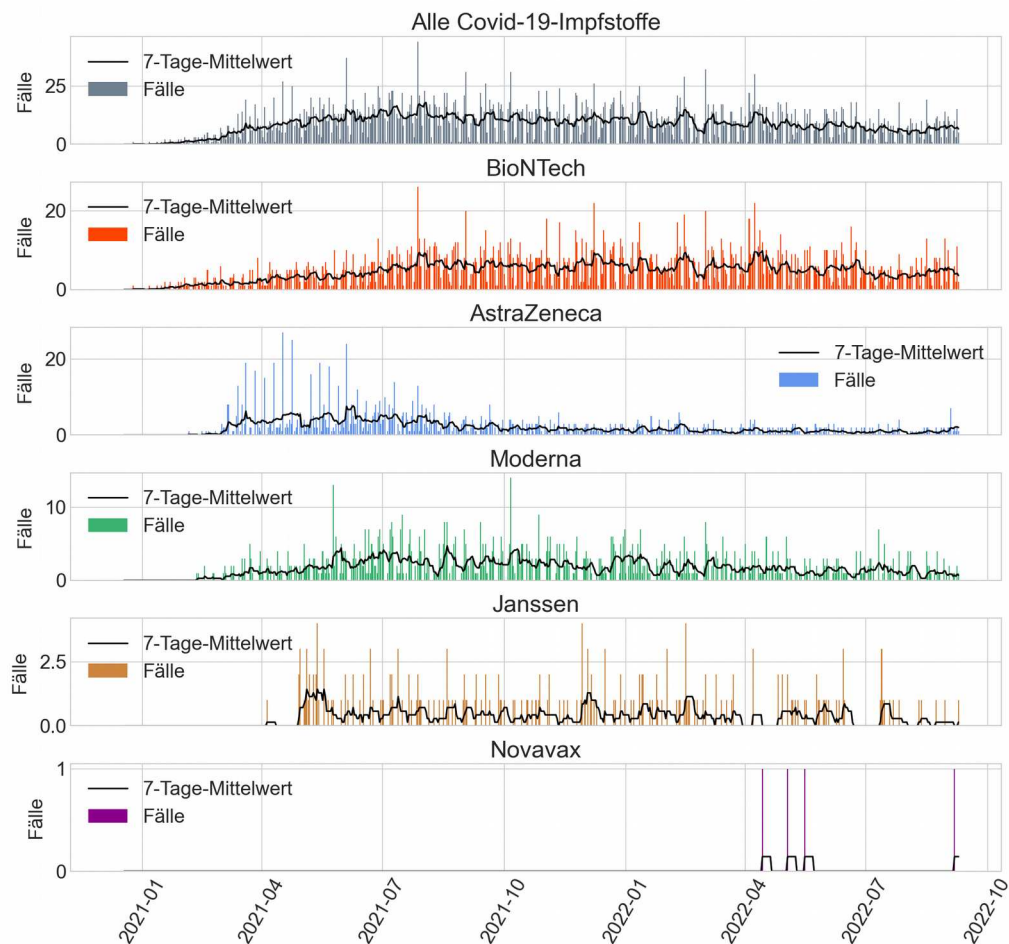 Alle Covid-19-Impfstoffe
Fälle
25
0
7-Tage-Mittelwert
Fälle
BioNTech
Fälle
20
0
7-Tage-Mittelwert
Fälle
AstraZeneca
Fälle
20
0
7-Tage-Mittelwert
Fälle
Moderna
Fälle
10
0
7-Tage-Mittelwert
Fälle
Janssen
Fälle
2.5
0.0
7-Tage-Mittelwert
Fälle
Novavax
Fälle
1
0
7-Tage-Mittelwert
Fälle
2021-01
2021-04
2021-07
2021-10
2022-01
2022-04
2022-07
2022-10